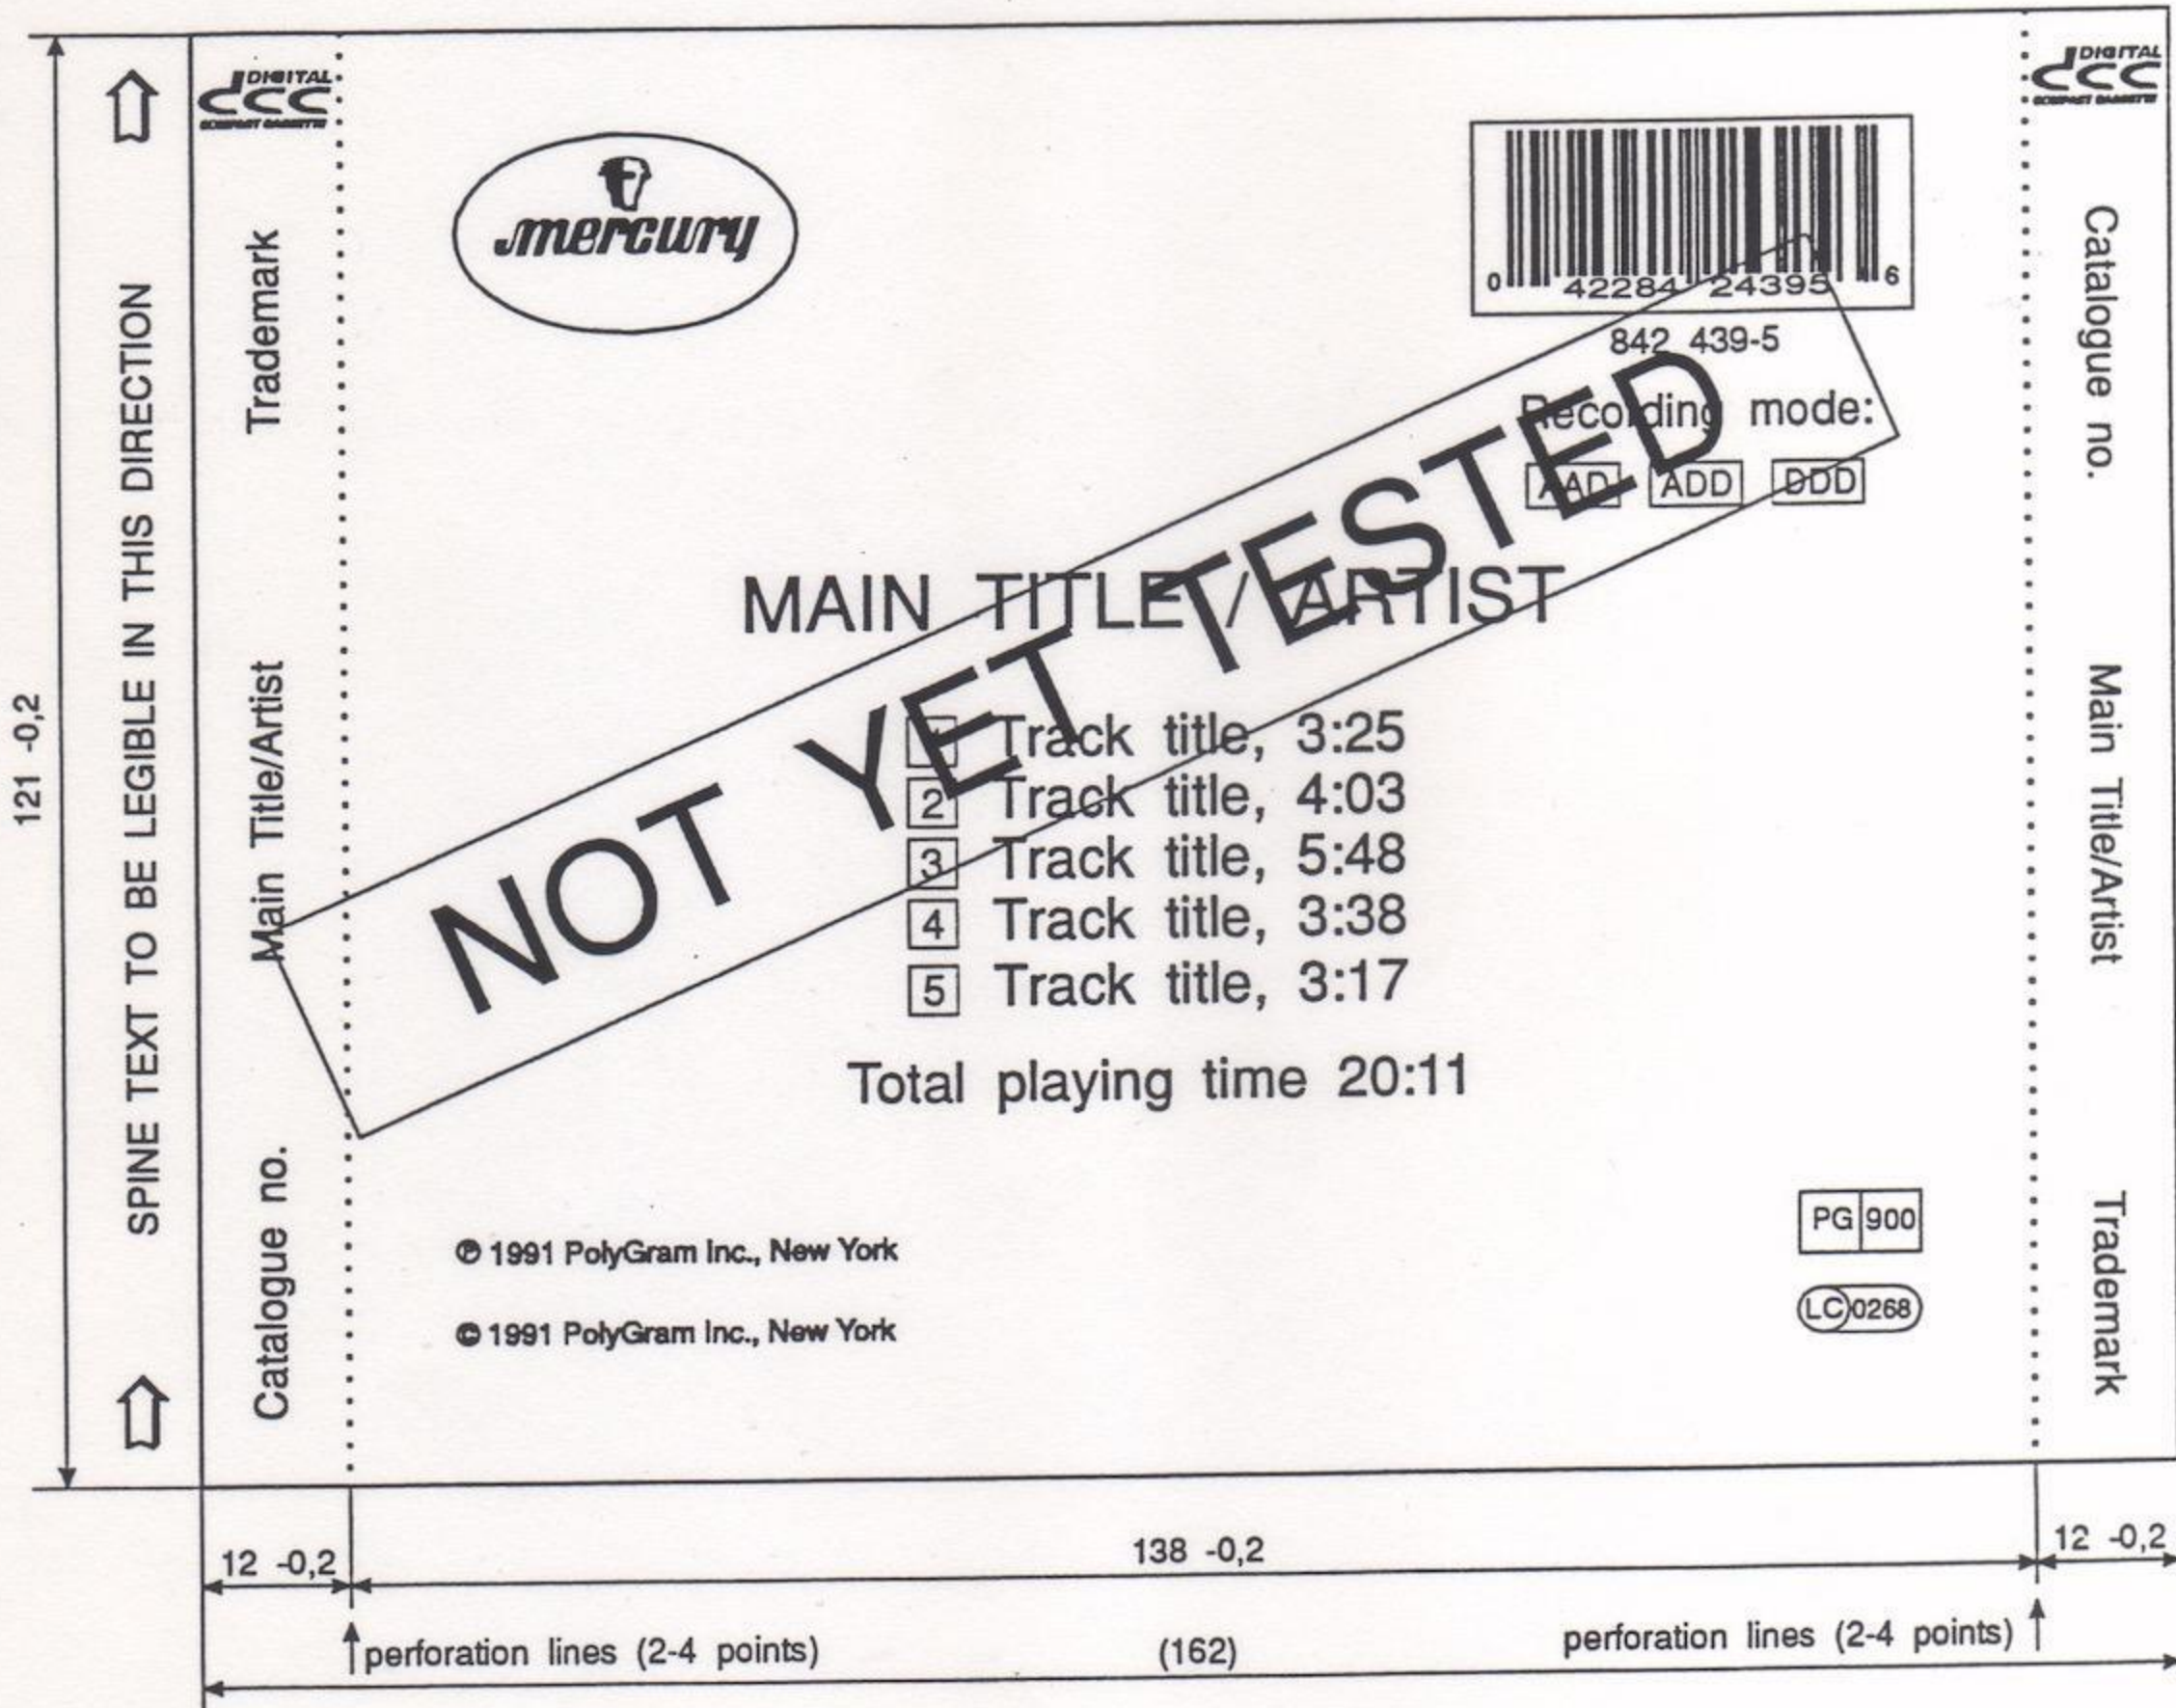 DIGITAL
dcc
COMPACT CASSETTE
DIGITAL
dcc
COMPACT CASSETTE
mercury
0 42284 24395 6
842 439-5
Recording mode:
AAD ADD DDD
Trademark
Main Title/Artist
Catalogue no.
SPINE TEXT TO BE LEGIBLE IN THIS DIRECTION
121 -0,2
MAIN TITLE / ARTIST
NOT YET TESTED
1 Track title, 3:25
2 Track title, 4:03
3 Track title, 5:48
4 Track title, 3:38
5 Track title, 3:17
Total playing time 20:11
℗ 1991 PolyGram Inc., New York
© 1991 PolyGram Inc., New York
PG 900
LC 0268
Catalogue no.
Main Title/Artist
Trademark
12 -0,2
138 -0,2
12 -0,2
perforation lines (2-4 points)
(162)
perforation lines (2-4 points)